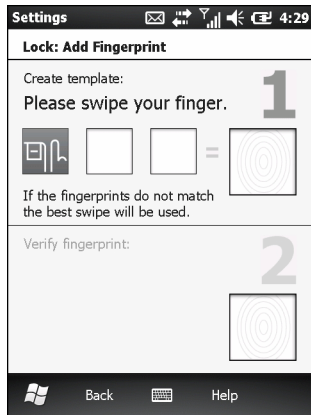 Settings 4:29
Lock: Add Fingerprint
Create template:
1
Please swipe your finger.
=
If the fingerprints do not match
the best swipe will be used.
Verify fingerprint:
2
Back Help